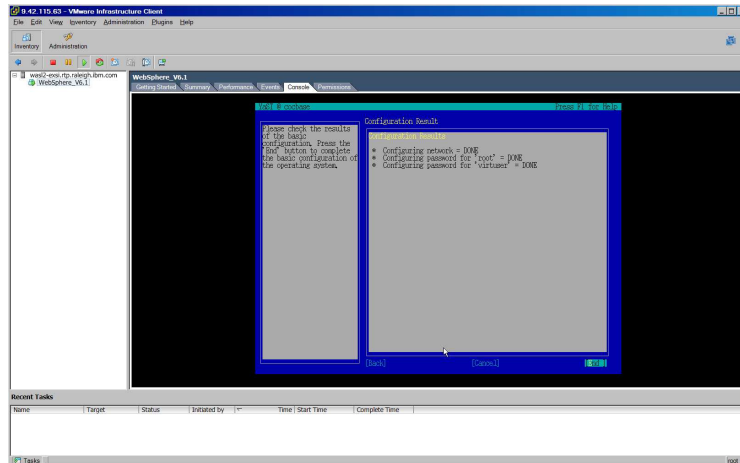 9.42.115.63 - VMware Infrastructure Client
File Edit View Inventory Administration Plugins Help
Inventory Administration
wasl2-esxi.rtp.raleigh.ibm.com
WebSphere_V6.1
WebSphere_V6.1
Getting Started Summary Performance Events Console Permissions
YaST @ cocbase Press F1 for Help
Configuration Result
Please check the results
of the basic
configuration. Press the
"End" button to complete
the basic configuration of
the operating system.
Configuration Results
* Configuring network = DONE
* Configuring password for "root" = DONE
* Configuring password for "virtuser" = DONE
[Back] [Cancel] [End]
Recent Tasks
Name Target Status Initiated by Time Start Time Complete Time
Tasks root